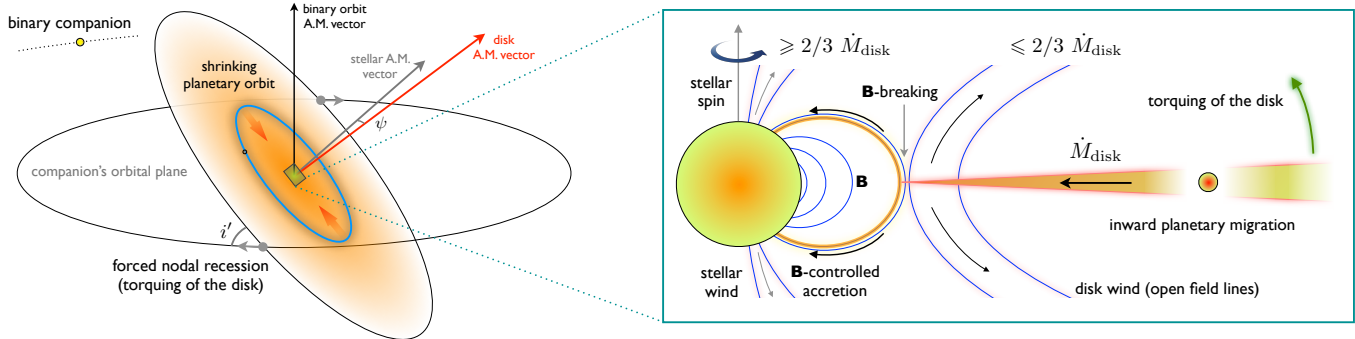 binary companion
binary orbit
A.M. vector
disk
A.M. vector
stellar A.M.
vector
shrinking
planetary orbit
ψ
companion's orbital plane
i′
forced nodal recession
(torquing of the disk)
⩾ 2/3 Ṁdisk
⩽ 2/3 Ṁdisk
stellar
spin
B-breaking
torquing of the disk
Ṁdisk
B
inward planetary migration
stellar
wind
B-controlled
accretion
disk wind (open field lines)